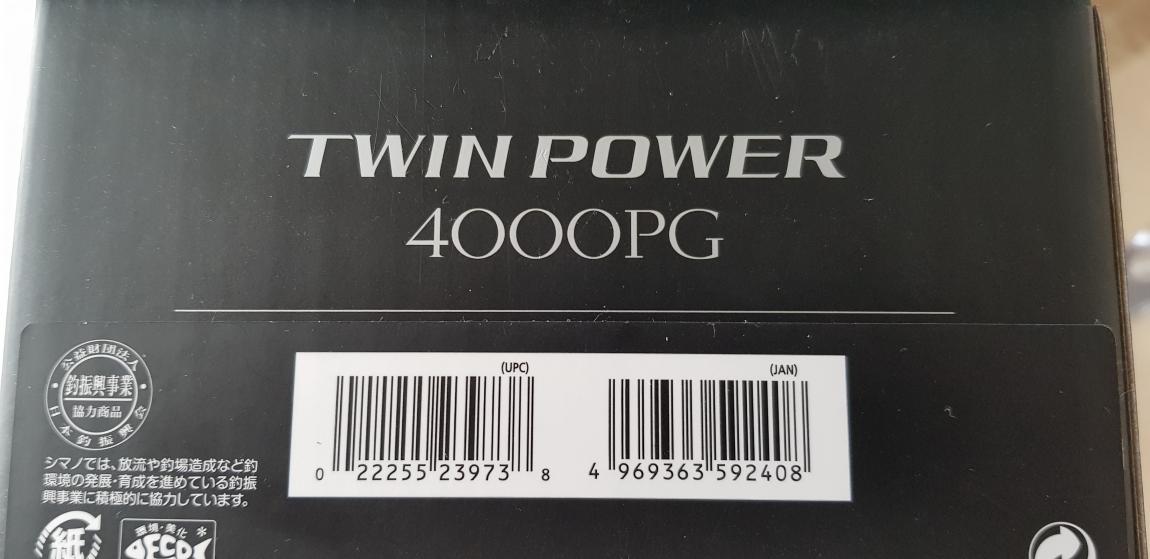 TWIN POWER
4000PG
公益財団法人
釣振興事業
協力商品
日本釣振興会
シマノでは、放流や釣場造成など釣
環境の発展・育成を進めている釣振
興事業に積極的に協力しています。
(UPC)
0 22255 23973 8
(JAN)
4 969363 592408
紙
環境・美化